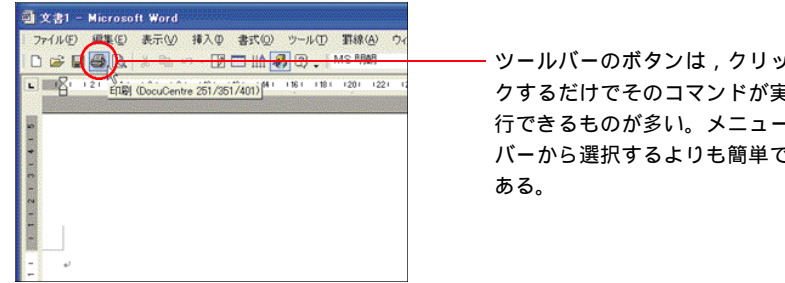 文書1 - Microsoft Word
ファイル(F) 編集(E) 表示(V) 挿入(I) 書式(O) ツール(T) 罫線(A)
MS 明朝
印刷 (DocuCentre 251/351/401)
ツールバーのボタンは，クリッ
クするだけでそのコマンドが実
行できるものが多い。メニュー
バーから選択するよりも簡単で
ある。